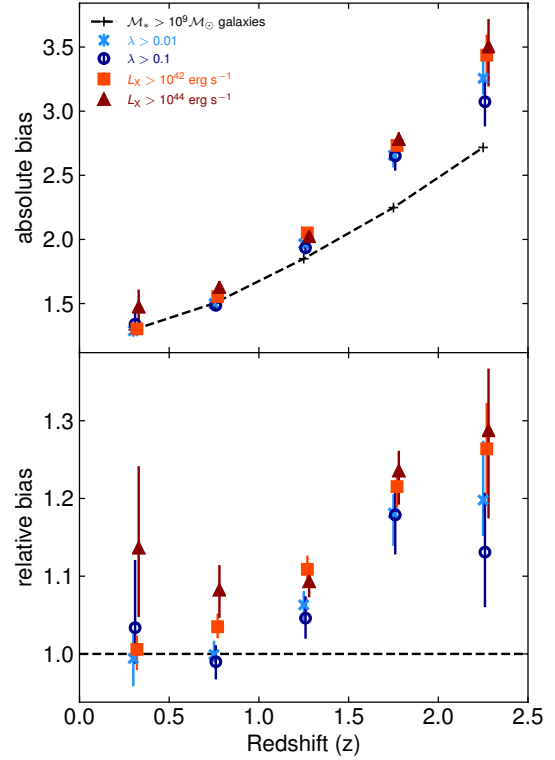 3.5
3.0
2.5
2.0
1.5
absolute bias
ℳ* > 10⁹ℳ⊙ galaxies
λ > 0.01
λ > 0.1
L_X > 10⁴² erg s⁻¹
L_X > 10⁴⁴ erg s⁻¹
1.3
1.2
1.1
1.0
relative bias
0.0 0.5 1.0 1.5 2.0 2.5
Redshift (z)